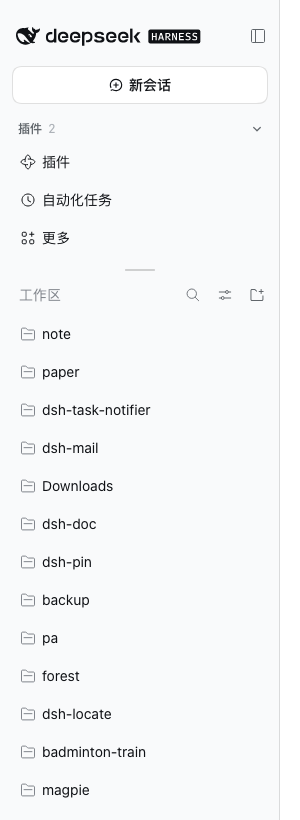 deepseek HARNESS
新会话
插件 2
插件
自动化任务
更多
工作区
note
paper
dsh-task-notifier
dsh-mail
Downloads
dsh-doc
dsh-pin
backup
pa
forest
dsh-locate
badminton-train
magpie